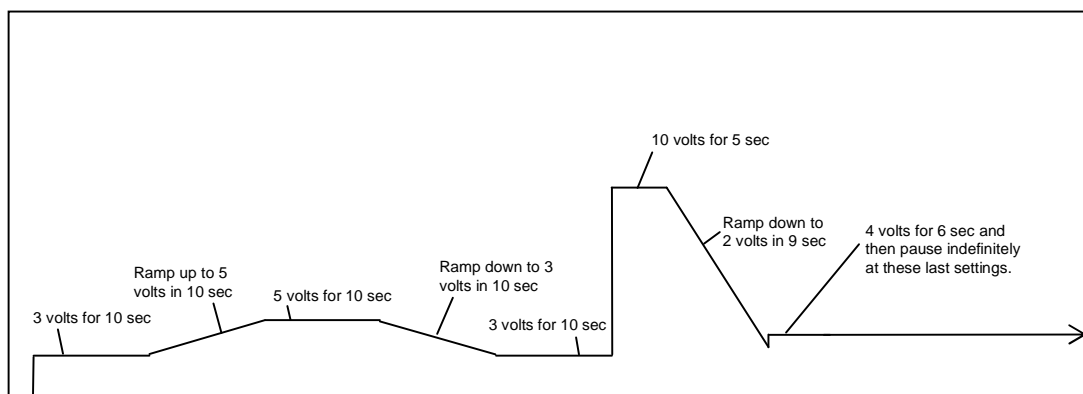 3 volts for 10 sec
Ramp up to 5
volts in 10 sec
5 volts for 10 sec
Ramp down to 3
volts in 10 sec
3 volts for 10 sec
10 volts for 5 sec
Ramp down to
2 volts in 9 sec
4 volts for 6 sec and
then pause indefinitely
at these last settings.